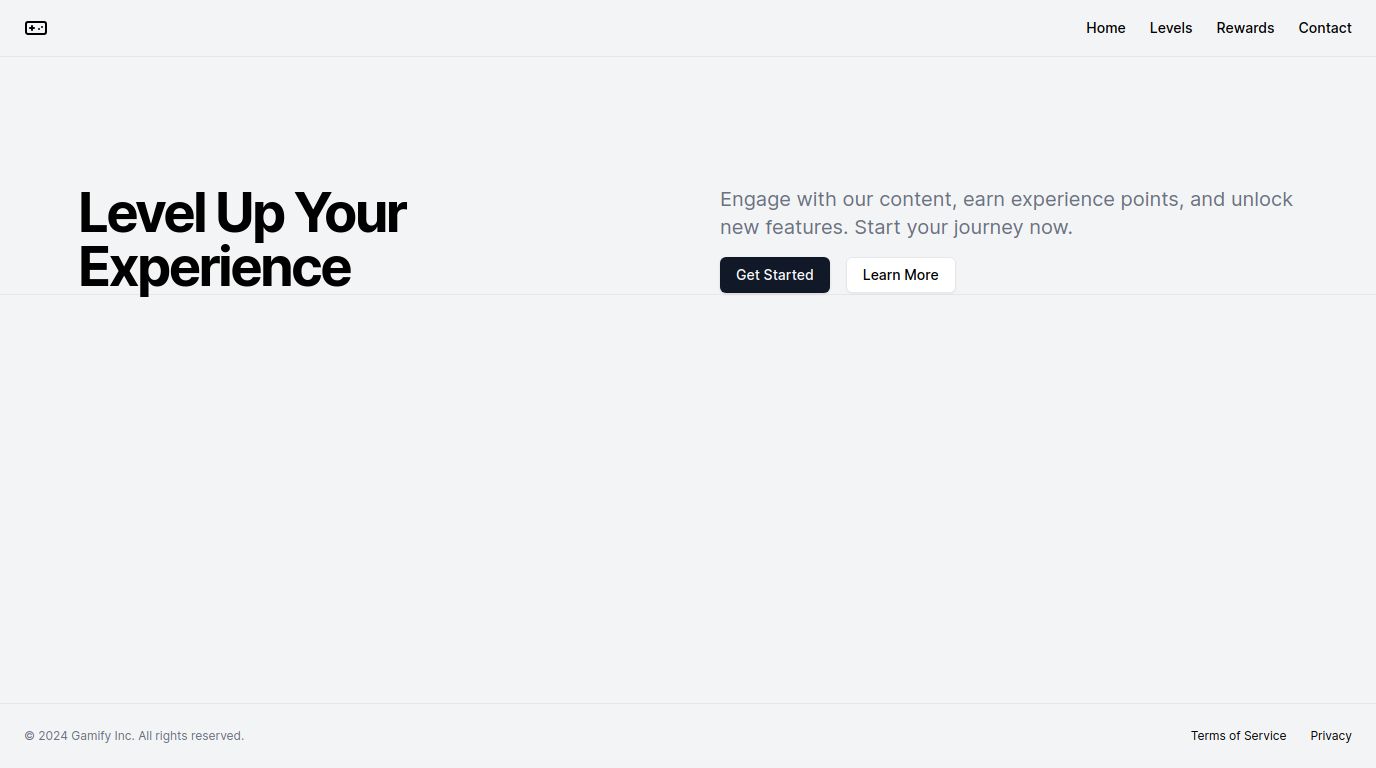 Home Levels Rewards Contact
Level Up Your
Experience
Engage with our content, earn experience points, and unlock
new features. Start your journey now.
Get Started Learn More
© 2024 Gamify Inc. All rights reserved.
Terms of Service Privacy